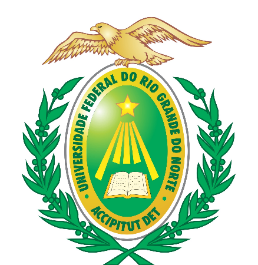 UNIVERSIDADE FEDERAL DO RIO GRANDE DO NORTE
ACCIPIT UT DET